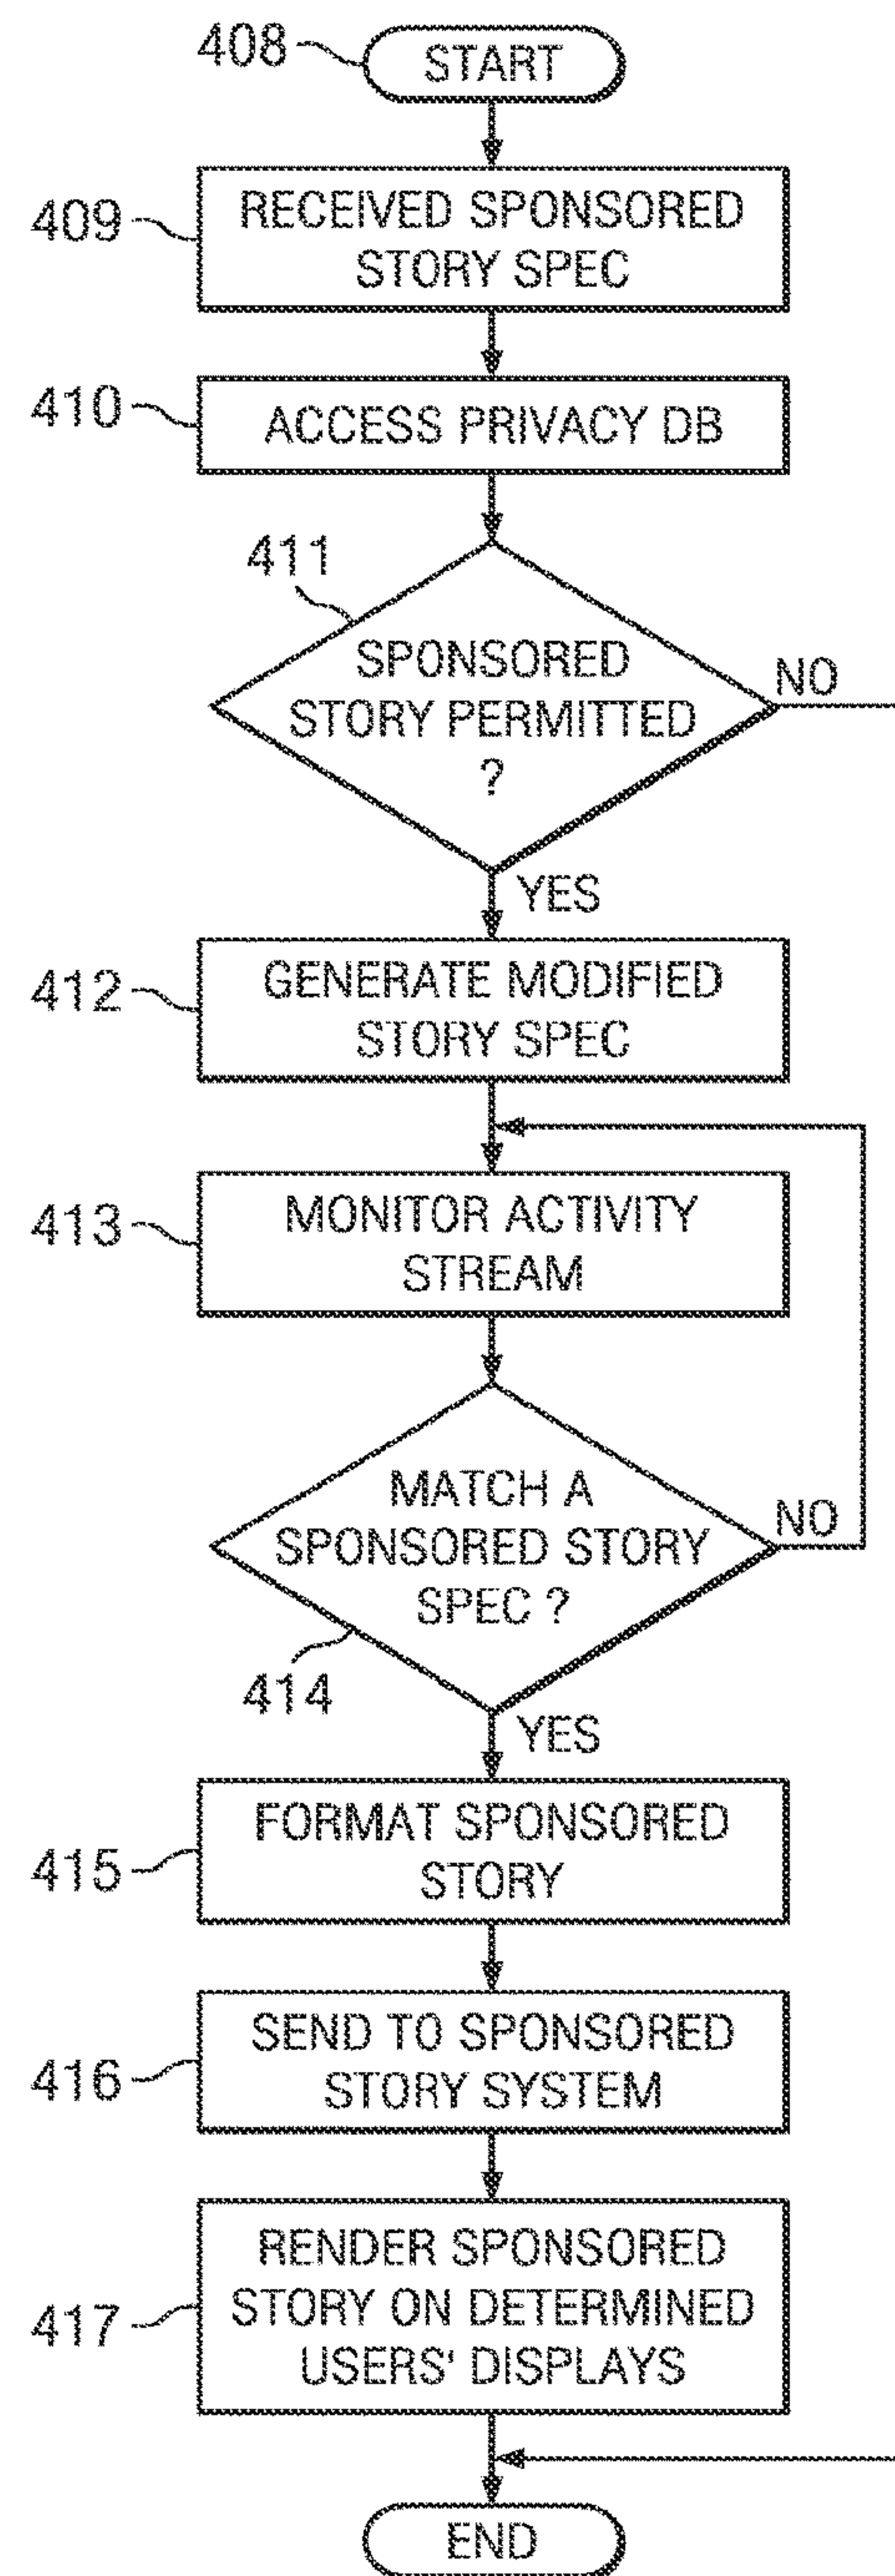 408
START
409
RECEIVED SPONSORED
STORY SPEC
410
ACCESS PRIVACY DB
411
SPONSORED
STORY PERMITTED
?
NO
YES
412
GENERATE MODIFIED
STORY SPEC
413
MONITOR ACTIVITY
STREAM
MATCH A
SPONSORED STORY
SPEC ?
NO
414
YES
415
FORMAT SPONSORED
STORY
416
SEND TO SPONSORED
STORY SYSTEM
417
RENDER SPONSORED
STORY ON DETERMINED
USERS' DISPLAYS
END